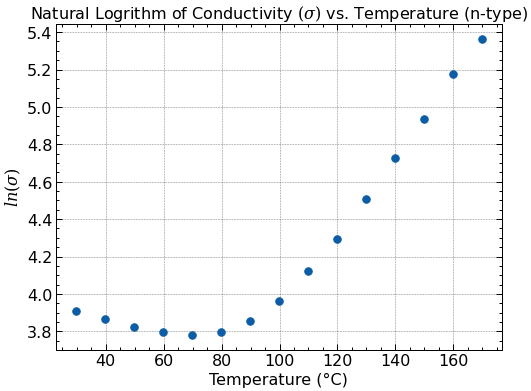 Natural Logrithm of Conductivity (σ) vs. Temperature (n-type)
ln(σ)
5.4
5.2
5.0
4.8
4.6
4.4
4.2
4.0
3.8
40 60 80 100 120 140 160
Temperature (°C)